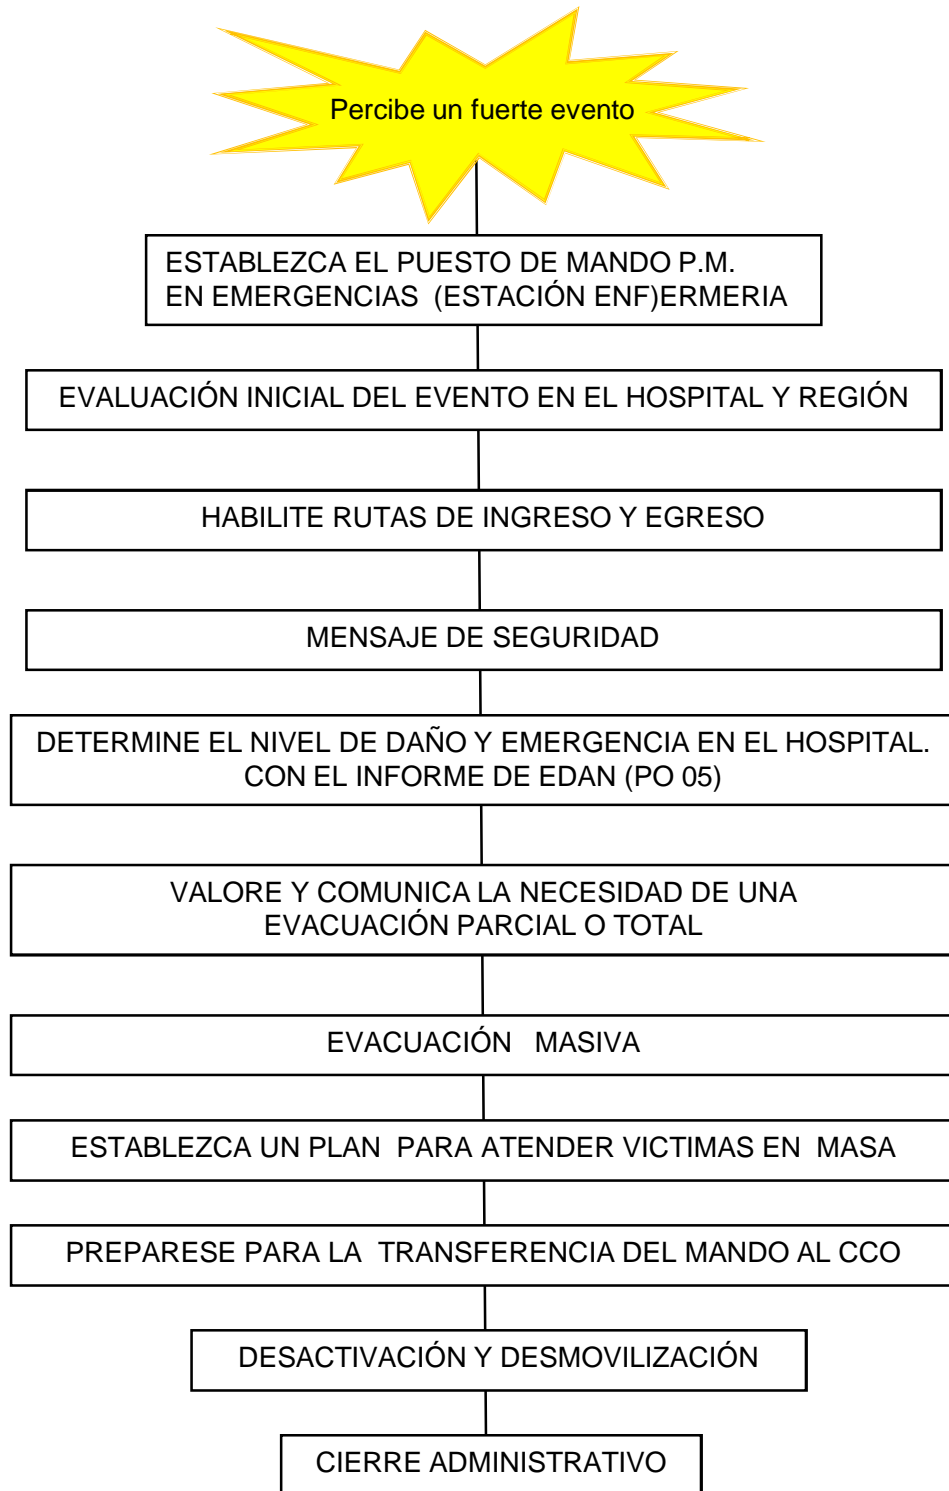 Percibe un fuerte evento
ESTABLEZCA EL PUESTO DE MANDO P.M.
EN EMERGENCIAS (ESTACIÓN ENF)ERMERIA
EVALUACIÓN INICIAL DEL EVENTO EN EL HOSPITAL Y REGIÓN
HABILITE RUTAS DE INGRESO Y EGRESO
MENSAJE DE SEGURIDAD
DETERMINE EL NIVEL DE DAÑO Y EMERGENCIA EN EL HOSPITAL.
CON EL INFORME DE EDAN (PO 05)
VALORE Y COMUNICA LA NECESIDAD DE UNA
EVACUACIÓN PARCIAL O TOTAL
EVACUACIÓN MASIVA
ESTABLEZCA UN PLAN PARA ATENDER VICTIMAS EN MASA
PREPARESE PARA LA TRANSFERENCIA DEL MANDO AL CCO
DESACTIVACIÓN Y DESMOVILIZACIÓN
CIERRE ADMINISTRATIVO